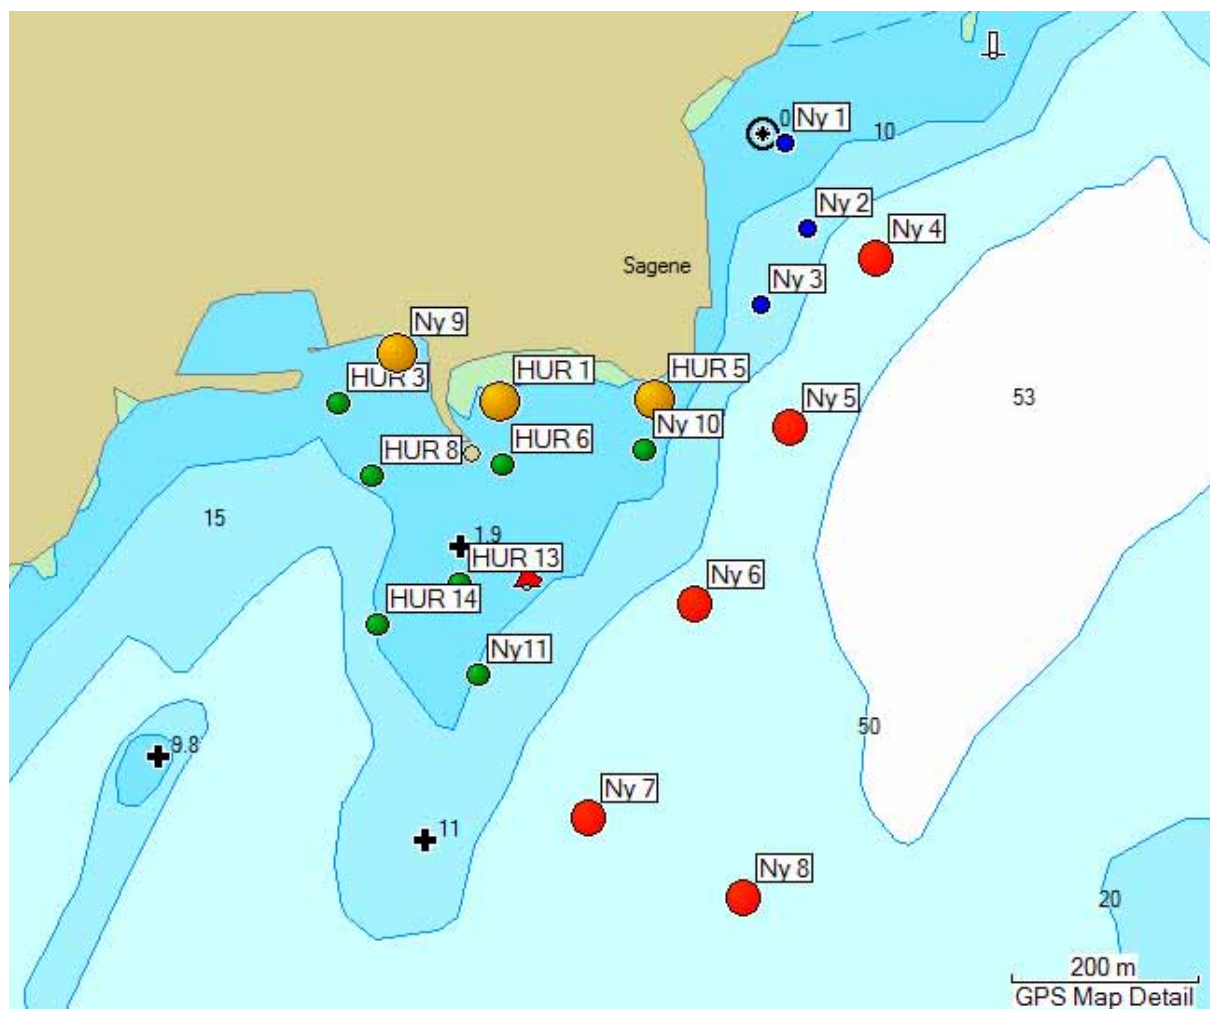 0
Ny 1
10
Ny 2
Ny 4
Sagene
Ny 3
Ny 9
HUR 3
HUR 1
HUR 5
53
Ny 5
Ny 10
HUR 6
HUR 8
15
1.9
HUR 13
Ny 6
HUR 14
Ny11
50
9.8
Ny 7
11
Ny 8
20
200 m
GPS Map Detail